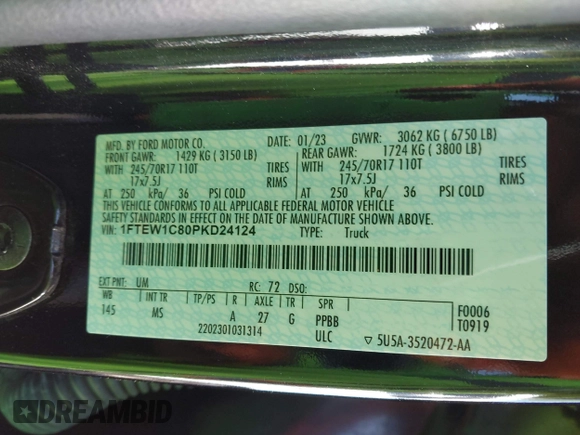 MFD. BY FORD MOTOR CO.
DATE: 01/23 GVWR: 3062 KG ( 6750 LB)
FRONT GAWR: 1429 KG ( 3150 LB) REAR GAWR: 1724 KG ( 3800 LB)
WITH 245/70R17 110T TIRES WITH 245/70R17 110T TIRES
17x7.5J RIMS 17x7.5J RIMS
AT 250 kPa/ 36 PSI COLD AT 250 kPa/ 36 PSI COLD
THIS VEHICLE CONFORMS TO ALL APPLICABLE FEDERAL MOTOR VEHICLE
SAFETY STANDARDS IN EFFECT ON THE DATE OF MANUFACTURE SHOWN ABOVE.
VIN: 1FTEW1C80PKD24124 TYPE: Truck
EXT PNT: UM RC: 72 DSO:
WB INT TR TP/PS R AXLE TR SPR F0006
145 MS A 27 G PPBB T0919
2202301031314 ULC ▽ 5U5A-3520472-AA
DREAMBID